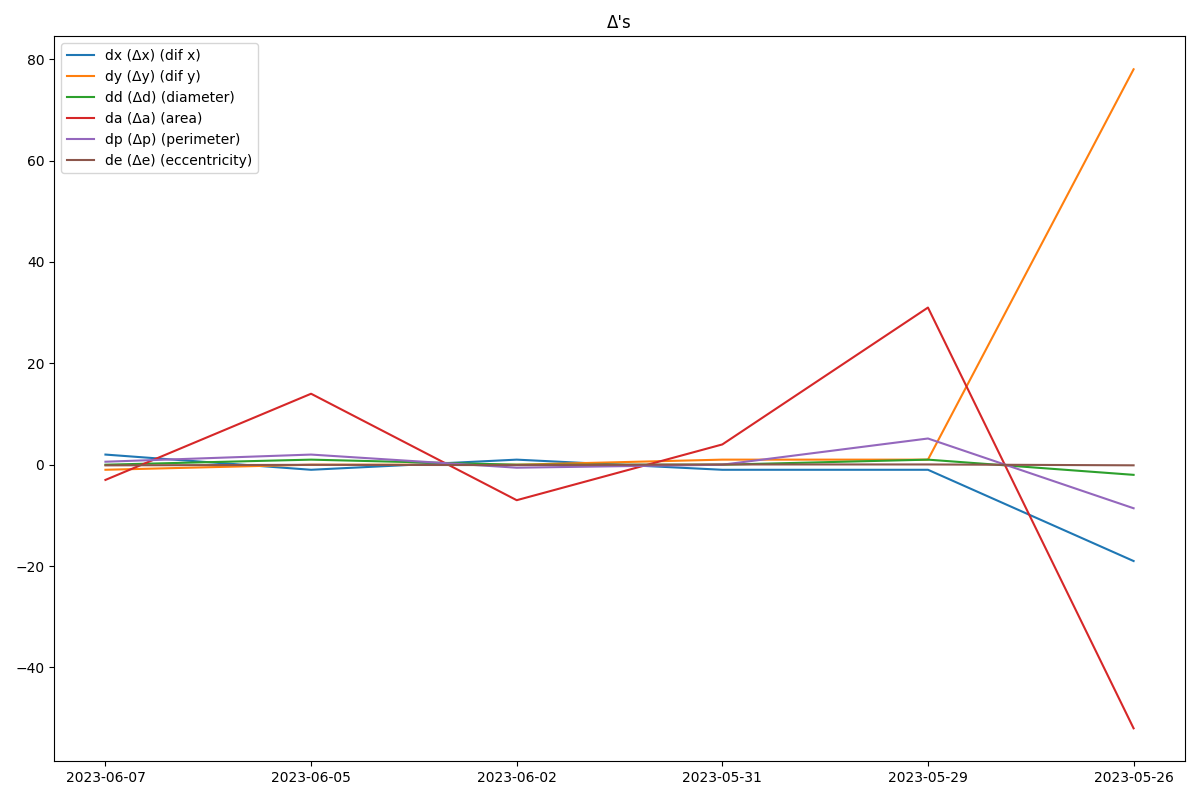 Δ's
dx (Δx) (dif x)
dy (Δy) (dif y)
dd (Δd) (diameter)
da (Δa) (area)
dp (Δp) (perimeter)
de (Δe) (eccentricity)
80
60
40
20
0
−20
−40
2023-06-07 2023-06-05 2023-06-02 2023-05-31 2023-05-29 2023-05-26